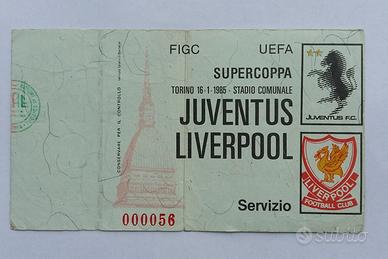 FIGC UEFA
SUPERCOPPA
TORINO 16-1-1985 - STADIO COMUNALE
JUVENTUS
LIVERPOOL
Servizio
JUVENTUS F.C.
LIVERPOOL
FOOTBALL CLUB
CONSERVARE PER IL CONTROLLO
000056
subito